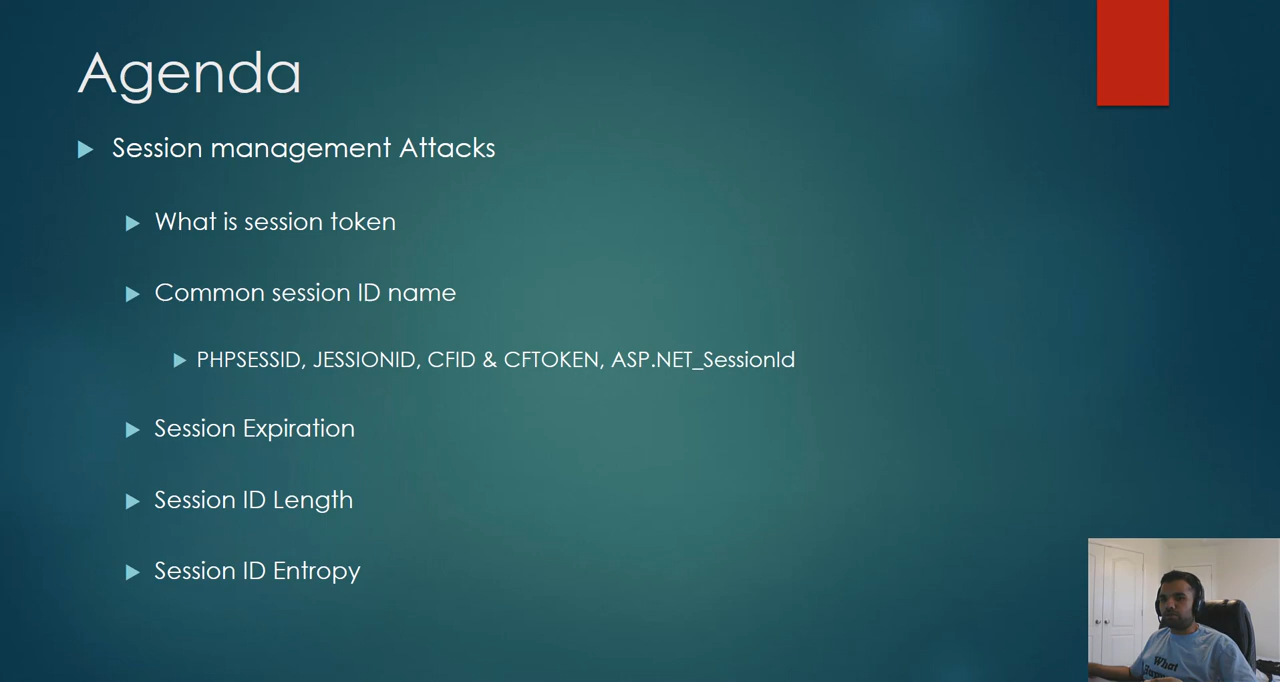 Agenda
Session management Attacks
What is session token
Common session ID name
PHPSESSID, JESSIONID, CFID & CFTOKEN, ASP.NET_SessionId
Session Expiration
Session ID Length
Session ID Entropy
What